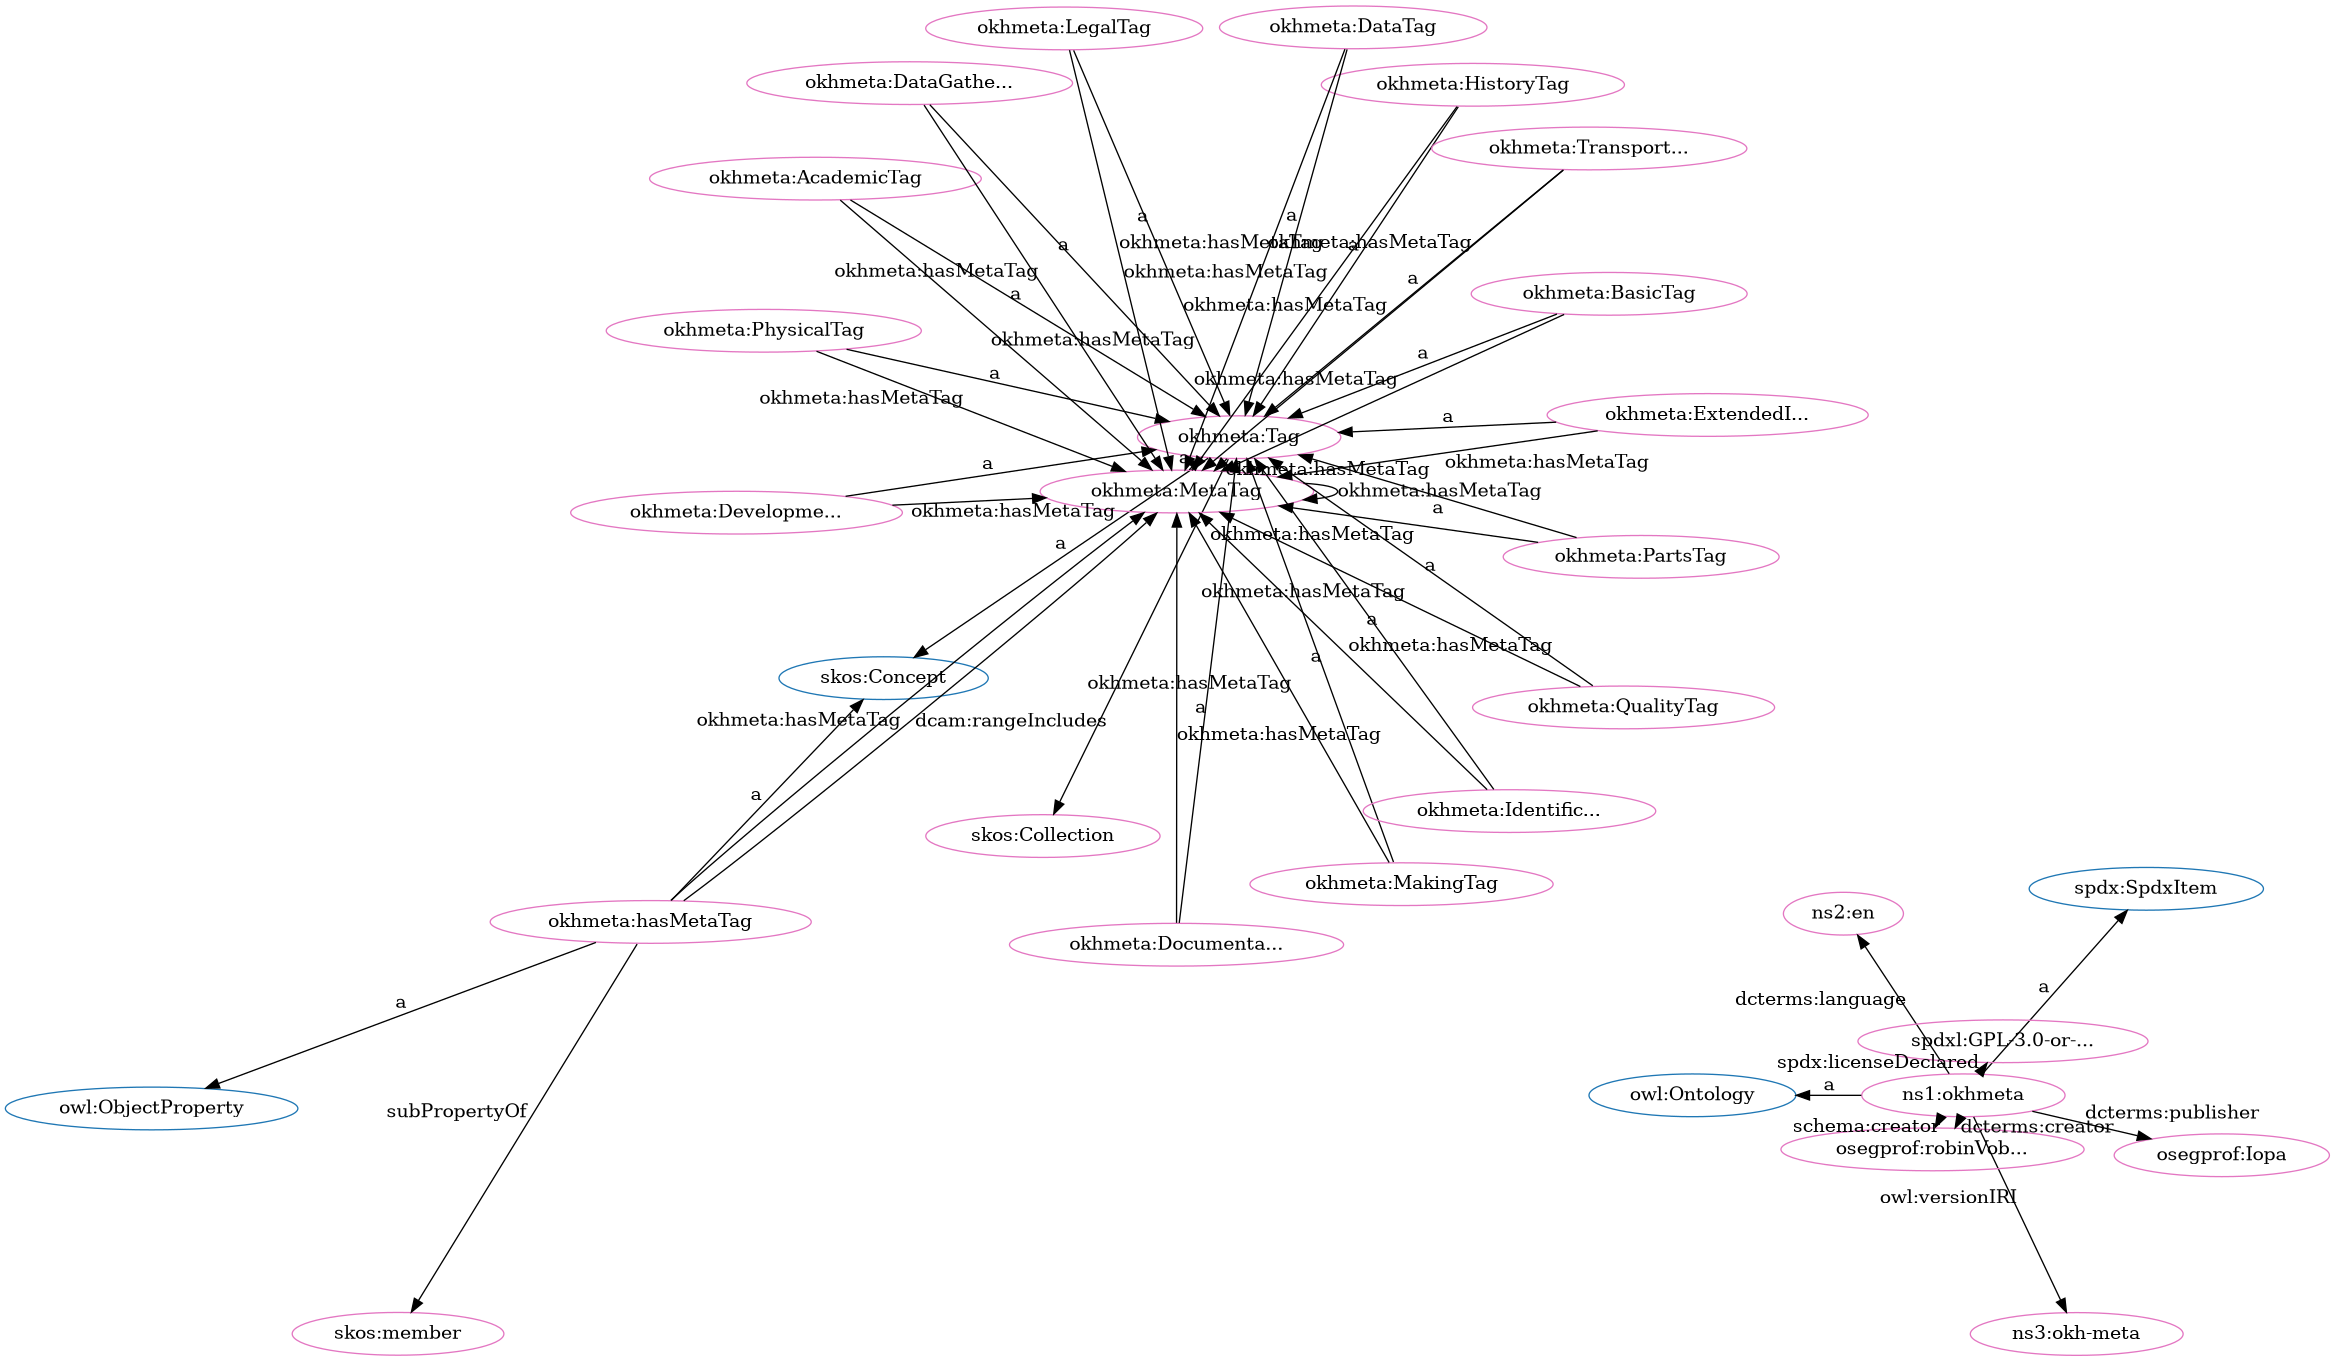 okhmeta:LegalTag
okhmeta:DataTag
okhmeta:DataGathe...
okhmeta:HistoryTag
okhmeta:Transport...
okhmeta:AcademicTag
a
a
okhmeta:hasMetaTag
okhmeta:hasMetaTag
a
a
okhmeta:hasMetaTag
okhmeta:hasMetaTag
a
okhmeta:BasicTag
a
okhmeta:hasMetaTag
okhmeta:PhysicalTag
okhmeta:hasMetaTag
a
a
okhmeta:hasMetaTag
okhmeta:hasMetaTag
okhmeta:ExtendedI...
a
okhmeta:Tag
a
a
okhmeta:hasMetaTag
okhmeta:hasMetaTag
okhmeta:MetaTag
okhmeta:hasMetaTag
okhmeta:Developme...
okhmeta:hasMetaTag
a
okhmeta:hasMetaTag
a
okhmeta:PartsTag
a
okhmeta:hasMetaTag
a
okhmeta:hasMetaTag
a
skos:Concept
okhmeta:hasMetaTag
okhmeta:QualityTag
a
okhmeta:hasMetaTag
dcam:rangeIncludes
okhmeta:hasMetaTag
a
okhmeta:Identific...
skos:Collection
okhmeta:MakingTag
spdx:SpdxItem
ns2:en
okhmeta:hasMetaTag
okhmeta:Documenta...
a
dcterms:language
a
spdxl:GPL-3.0-or-...
spdx:licenseDeclared
a
owl:Ontology
ns1:okhmeta
owl:ObjectProperty
subPropertyOf
dcterms:publisher
schema:creator
dcterms:creator
osegprof:robinVob...
osegprof:Iopa
owl:versionIRI
skos:member
ns3:okh-meta